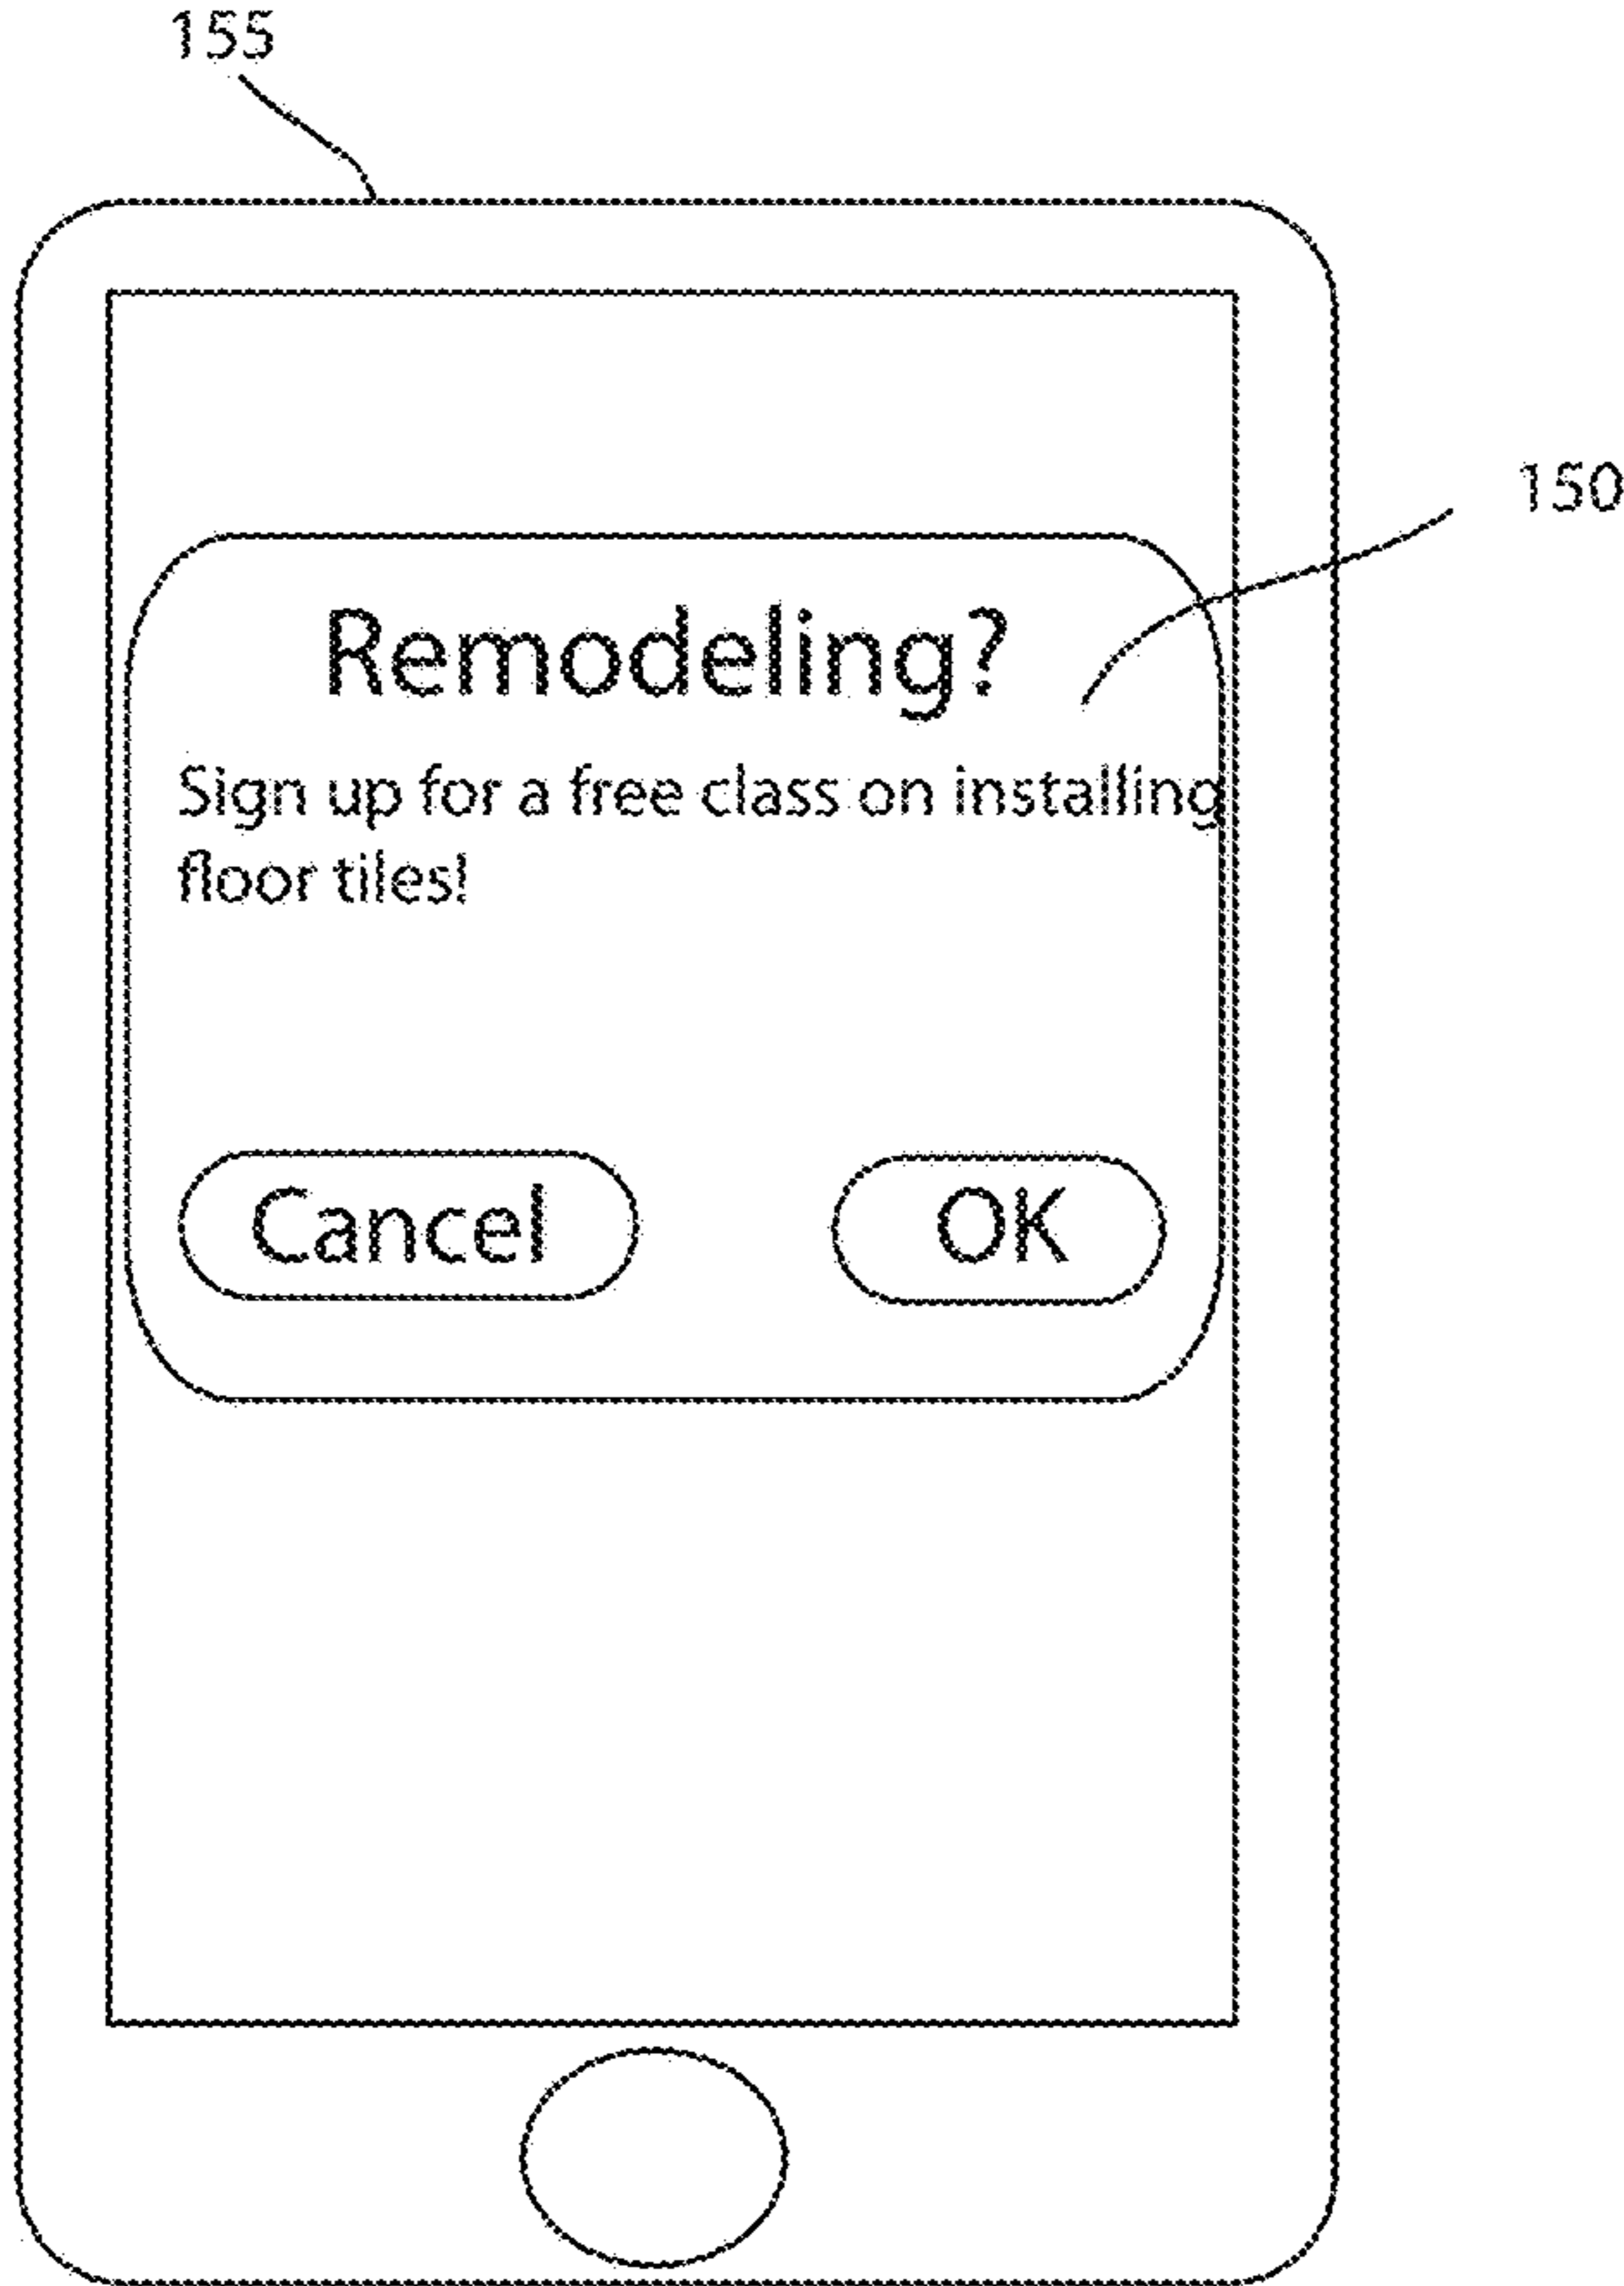 155
150
Remodeling?
Sign up for a free class on installing
floor tiles!
Cancel OK